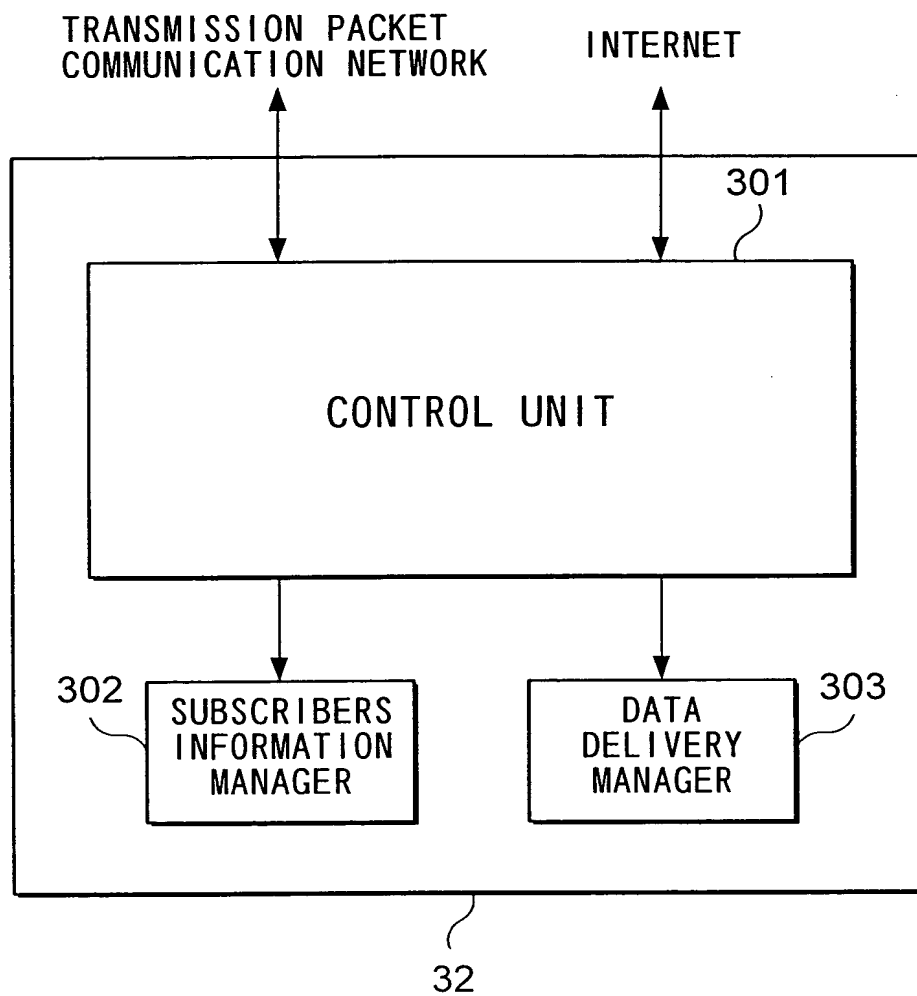 TRANSMISSION PACKET
COMMUNICATION NETWORK
INTERNET
301
CONTROL UNIT
302
SUBSCRIBERS
INFORMATION
MANAGER
DATA
DELIVERY
MANAGER
303
32